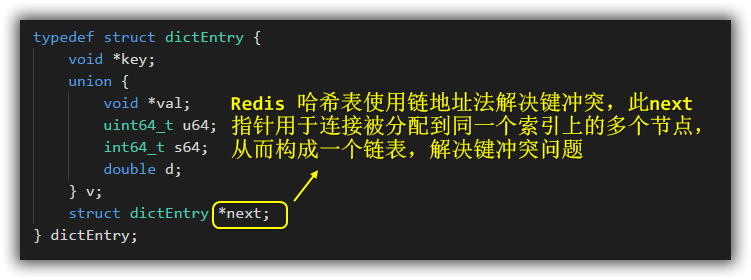 typedef struct dictEntry {
void *key;
union {
void *val;
Redis 哈希表使用链地址法解决键冲突，此next
uint64_t u64;
指针用于连接被分配到同一个索引上的多个节点，
int64_t s64;
从而构成一个链表，解决键冲突问题
double d;
} v;
struct dictEntry *next;
} dictEntry;